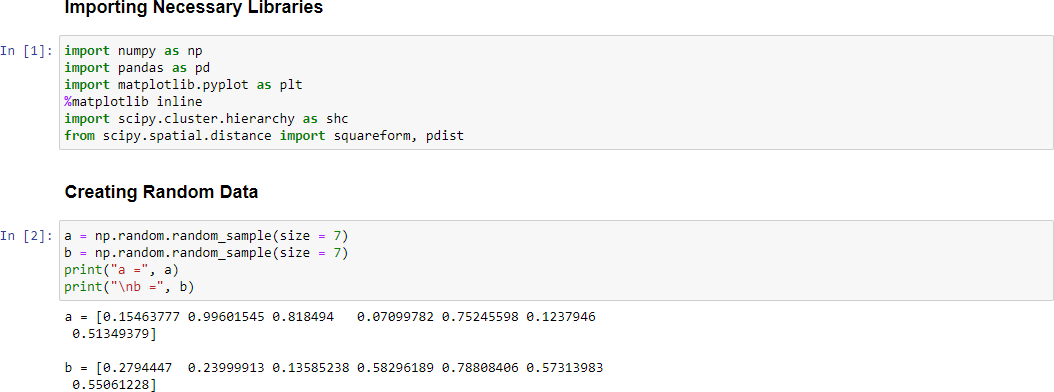 Importing Necessary Libraries
In [1]: import numpy as np
import pandas as pd
import matplotlib.pyplot as plt
%matplotlib inline
import scipy.cluster.hierarchy as shc
from scipy.spatial.distance import squareform, pdist
Creating Random Data
In [2]: a = np.random.random_sample(size = 7)
b = np.random.random_sample(size = 7)
print("a =", a)
print("\nb =", b)
a = [0.15463777 0.99601545 0.818494   0.07099782 0.75245598 0.1237946
 0.51349379]
b = [0.2794447  0.23999913 0.13585238 0.58296189 0.78808406 0.57313983
 0.55061228]